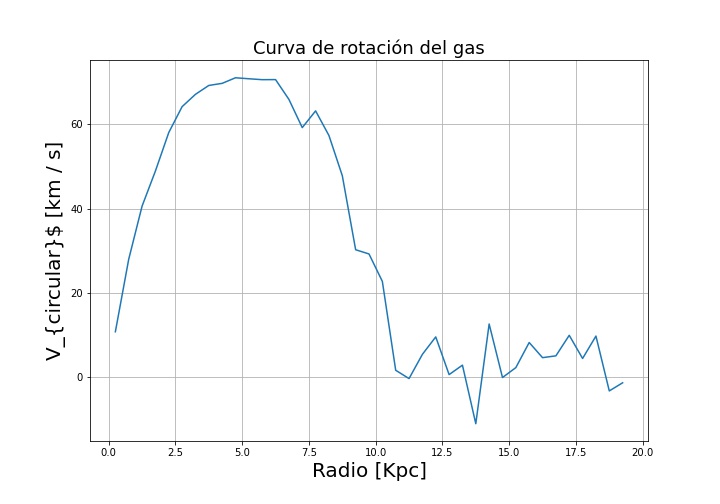 Curva de rotación del gas
V_{circular}$ [km / s]
60
40
20
0
0.0 2.5 5.0 7.5 10.0 12.5 15.0 17.5 20.0
Radio [Kpc]